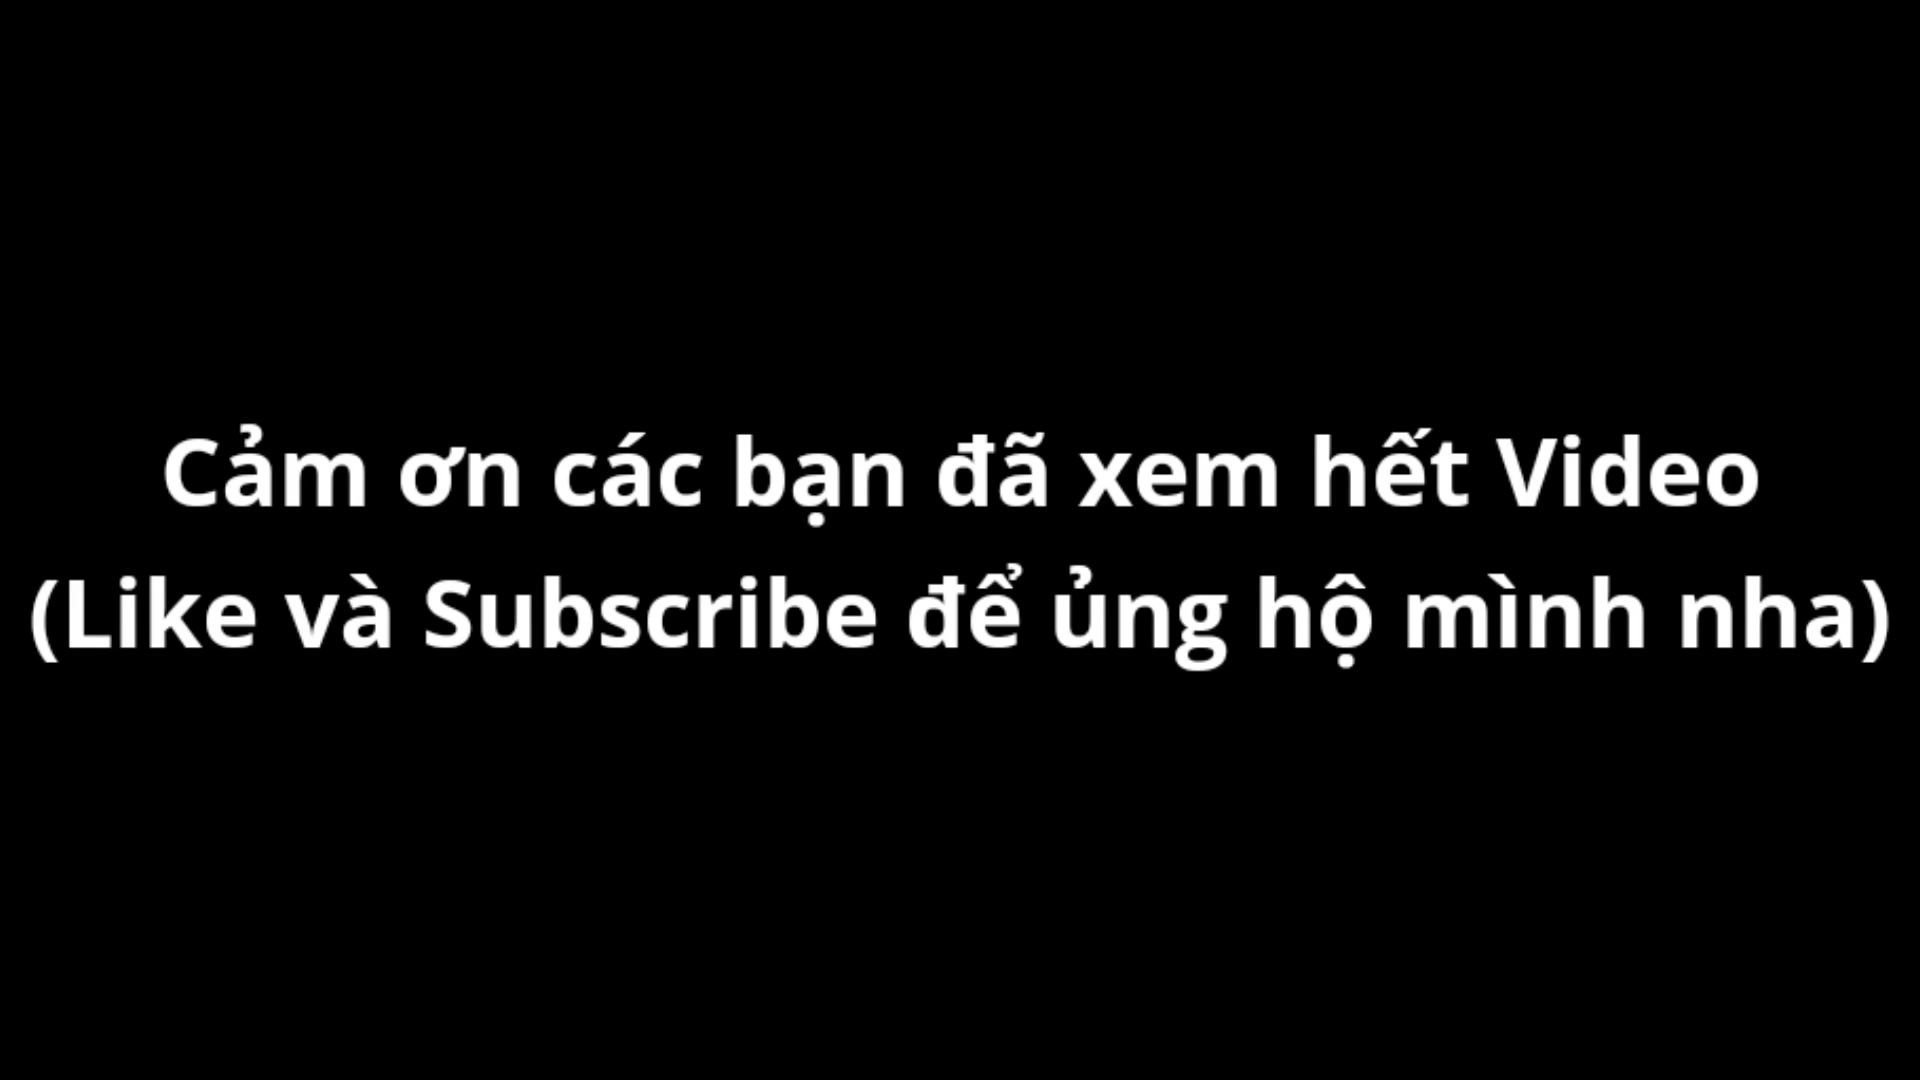 Cảm ơn các bạn đã xem hết Video
(Like và Subscribe để ủng hộ mình nha)